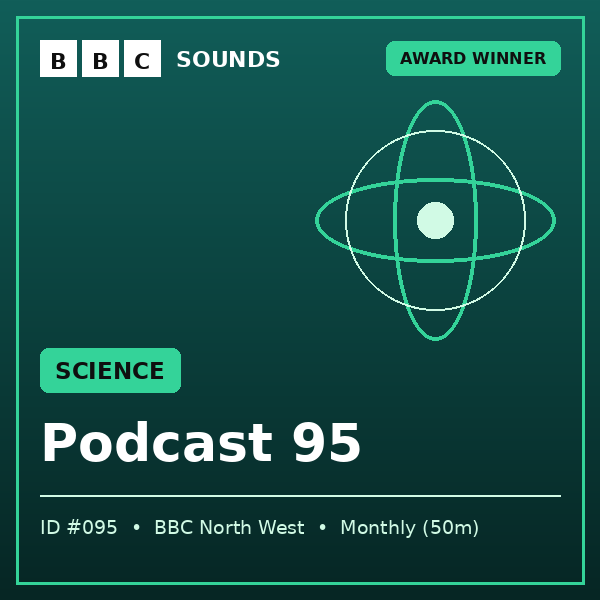 BBC SOUNDS
AWARD WINNER
SCIENCE
Podcast 95
ID #095 • BBC North West • Monthly (50m)